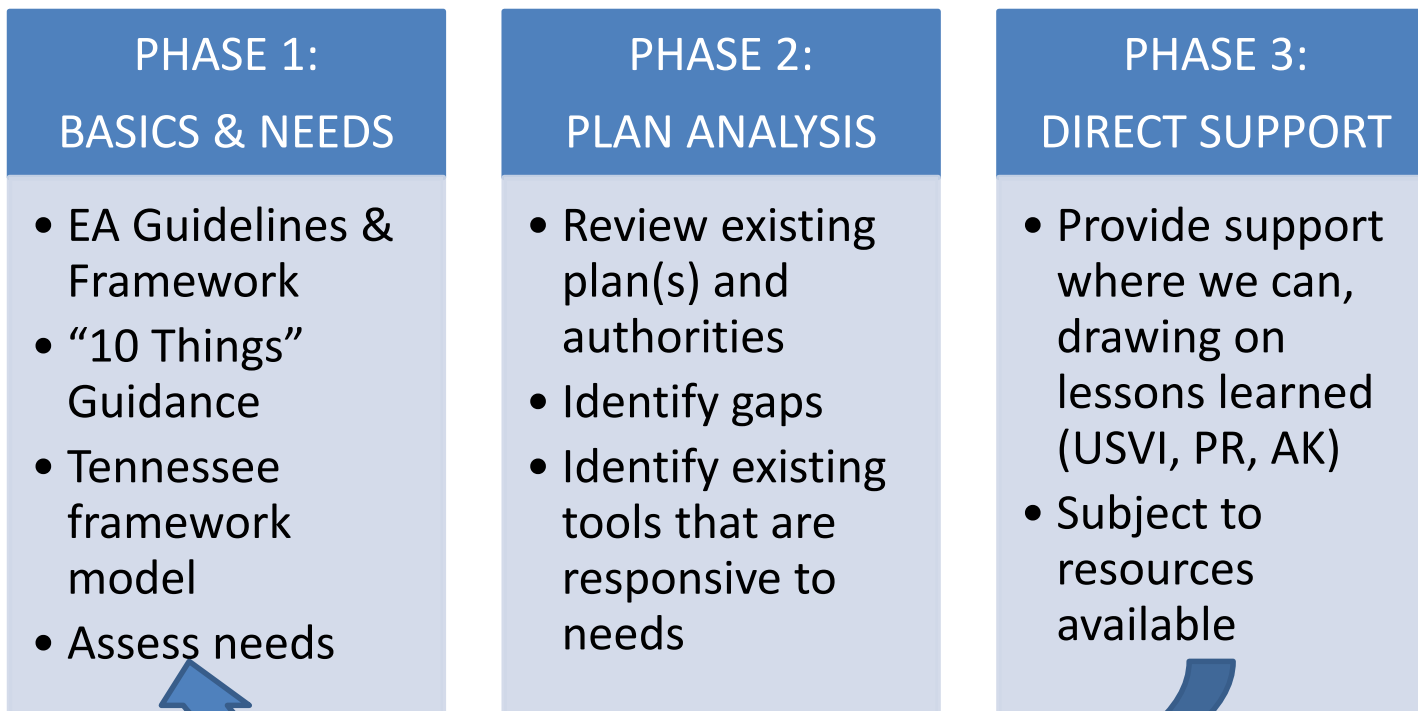 PHASE 1:
BASICS & NEEDS
• EA Guidelines &
Framework
• “10 Things”
Guidance
• Tennessee
framework
model
• Assess needs
PHASE 2:
PLAN ANALYSIS
• Review existing
plan(s) and
authorities
• Identify gaps
• Identify existing
tools that are
responsive to
needs
PHASE 3:
DIRECT SUPPORT
• Provide support
where we can,
drawing on
lessons learned
(USVI, PR, AK)
• Subject to
resources
available